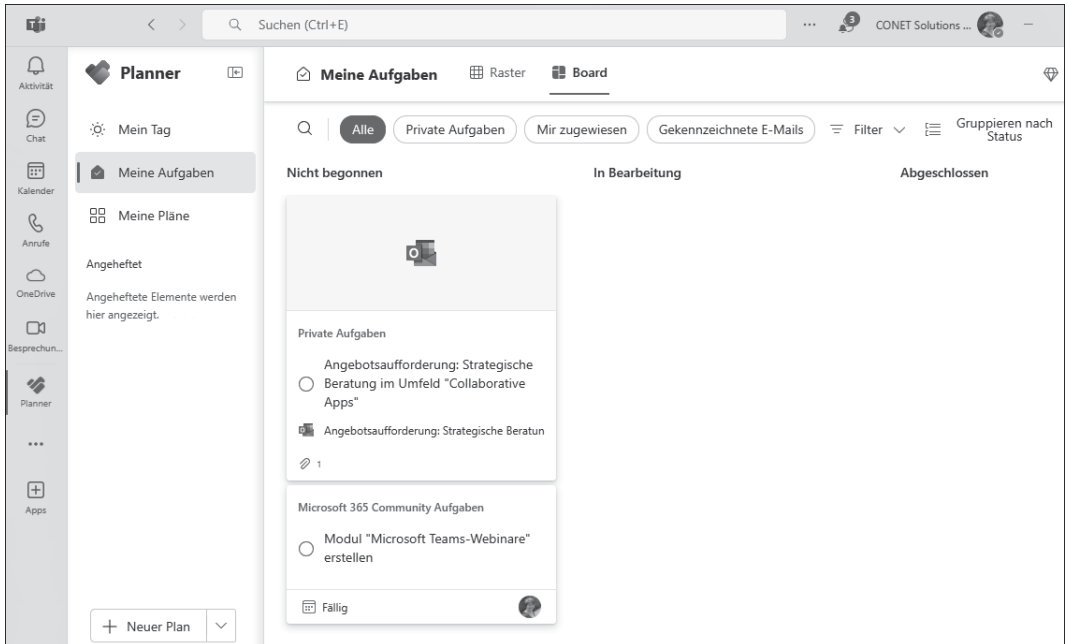 Suchen (Ctrl+E)
3
CONET Solutions ...
Aktivität
Chat
Kalender
Anrufe
OneDrive
Besprechun...
Planner
Apps
Planner
Mein Tag
Meine Aufgaben
Meine Pläne
Angeheftet
Angeheftete Elemente werden
hier angezeigt.
Neuer Plan
Meine Aufgaben
Raster
Board
Alle
Private Aufgaben
Mir zugewiesen
Gekennzeichnete E-Mails
Filter
Gruppieren nach
Status
Nicht begonnen
In Bearbeitung
Abgeschlossen
Private Aufgaben
Angebotsaufforderung: Strategische
Beratung im Umfeld "Collaborative
Apps"
Angebotsaufforderung: Strategische Beratun
1
Microsoft 365 Community Aufgaben
Modul "Microsoft Teams-Webinare"
erstellen
Fällig